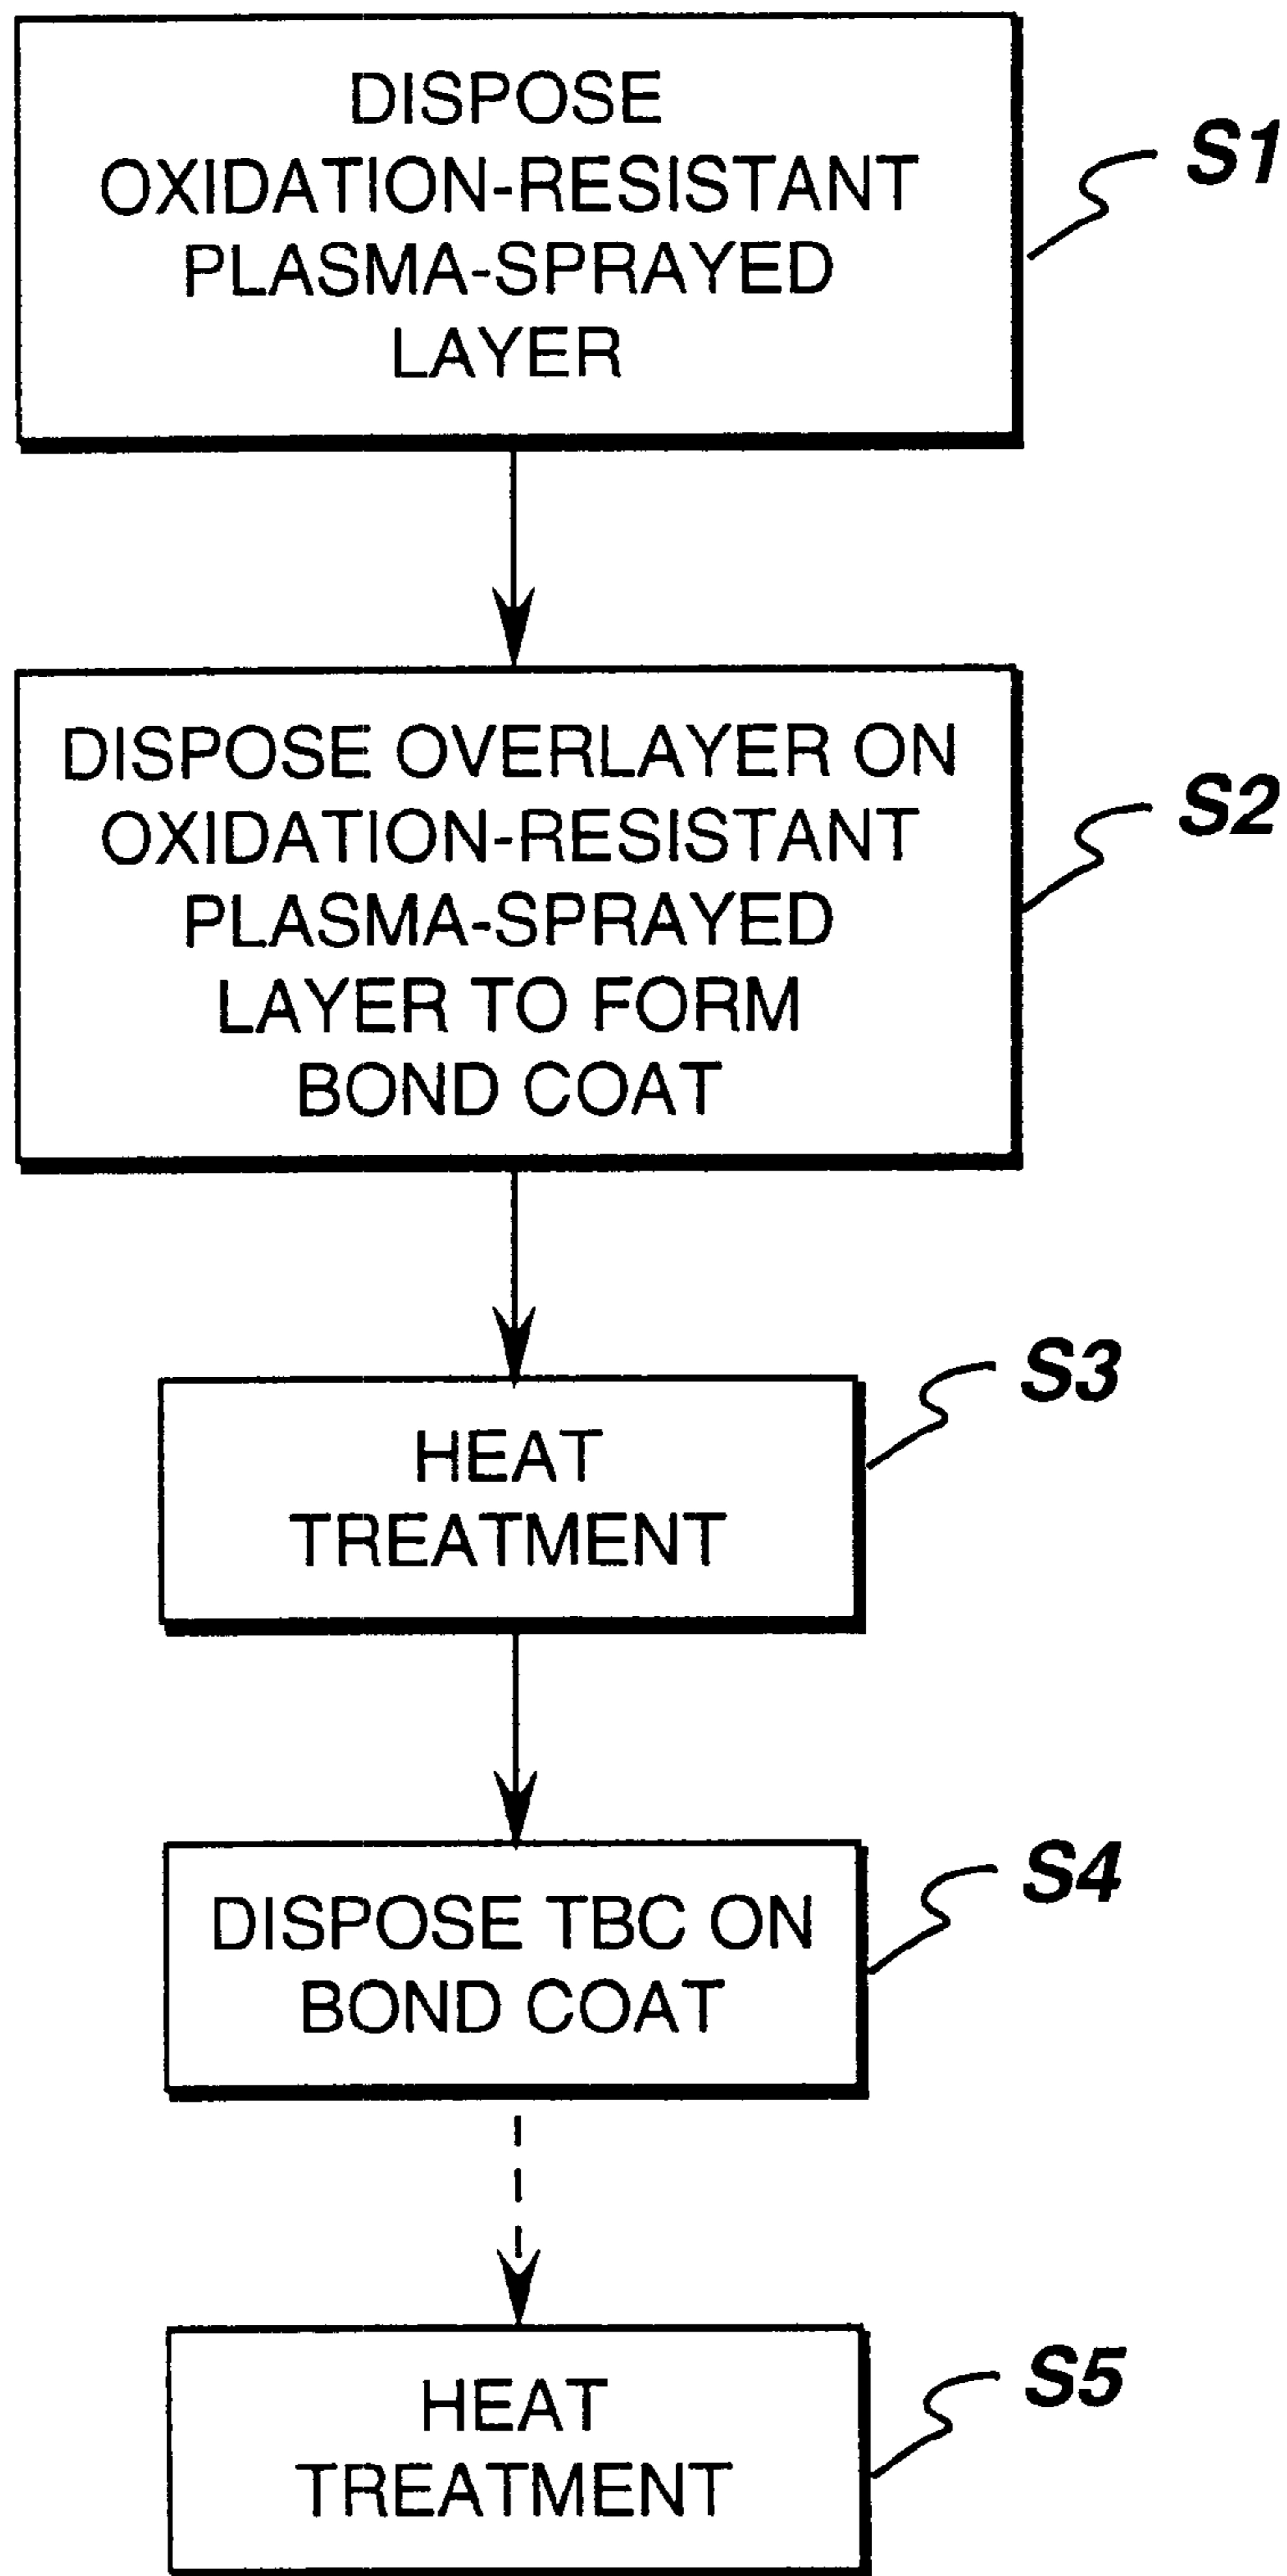 DISPOSE
OXIDATION-RESISTANT
PLASMA-SPRAYED
LAYER
S1
DISPOSE OVERLAYER ON
OXIDATION-RESISTANT
PLASMA-SPRAYED
LAYER TO FORM
BOND COAT
S2
HEAT
TREATMENT
S3
DISPOSE TBC ON
BOND COAT
S4
HEAT
TREATMENT
S5